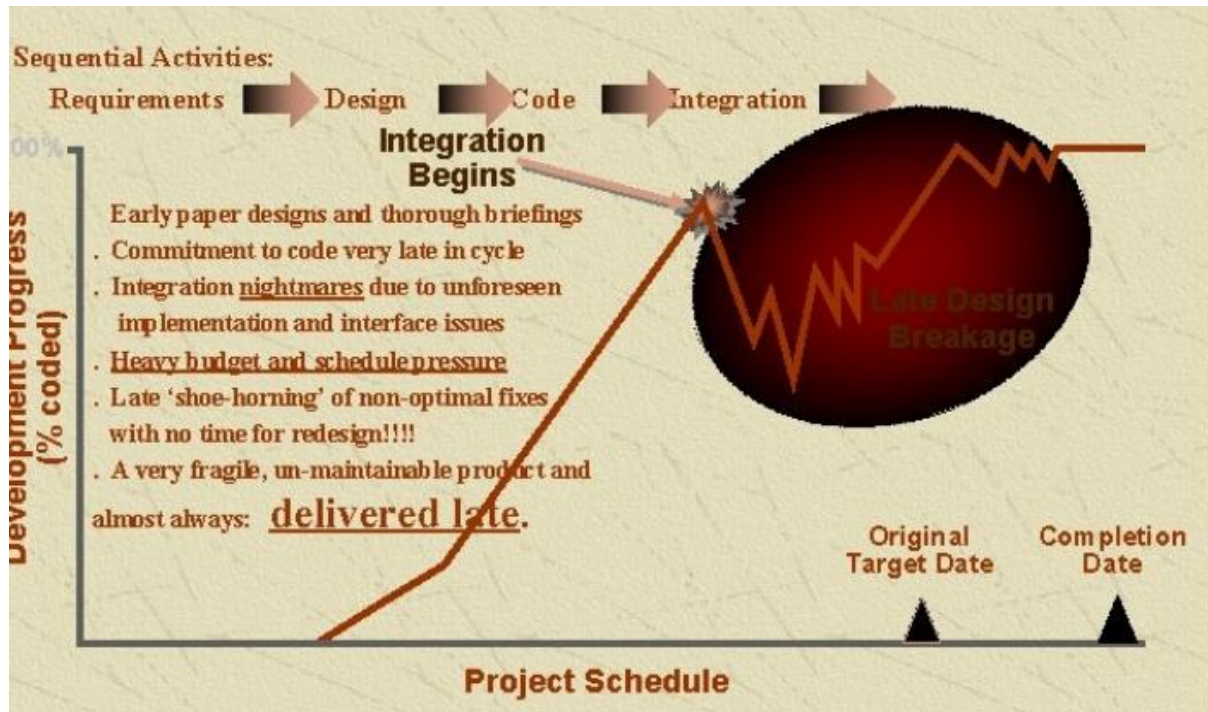 Sequential Activities:
Requirements Design Code Integration
Integration
Begins
00%
Development Progress
(% coded)
Early paper designs and thorough briefings
. Commitment to code very late in cycle
. Integration nightmares due to unforeseen
implementation and interface issues
. Heavy budget and schedule pressure
. Late ‘shoe-horning’ of non-optimal fixes
with no time for redesign!!!!
. A very fragile, un-maintainable product and
almost always: delivered late.
Late Design
Breakage
Original
Target Date
Completion
Date
Project Schedule